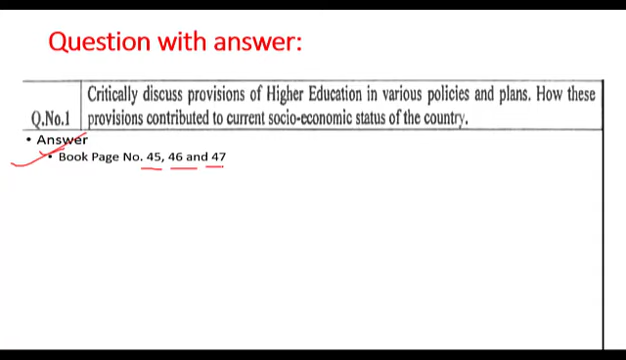 Question with answer:
Critically discuss provisions of Higher Education in various policies and plans. How these
Q.No.1 provisions contributed to current socio-economic status of the country.
• Answer
• Book Page No. 45, 46 and 47